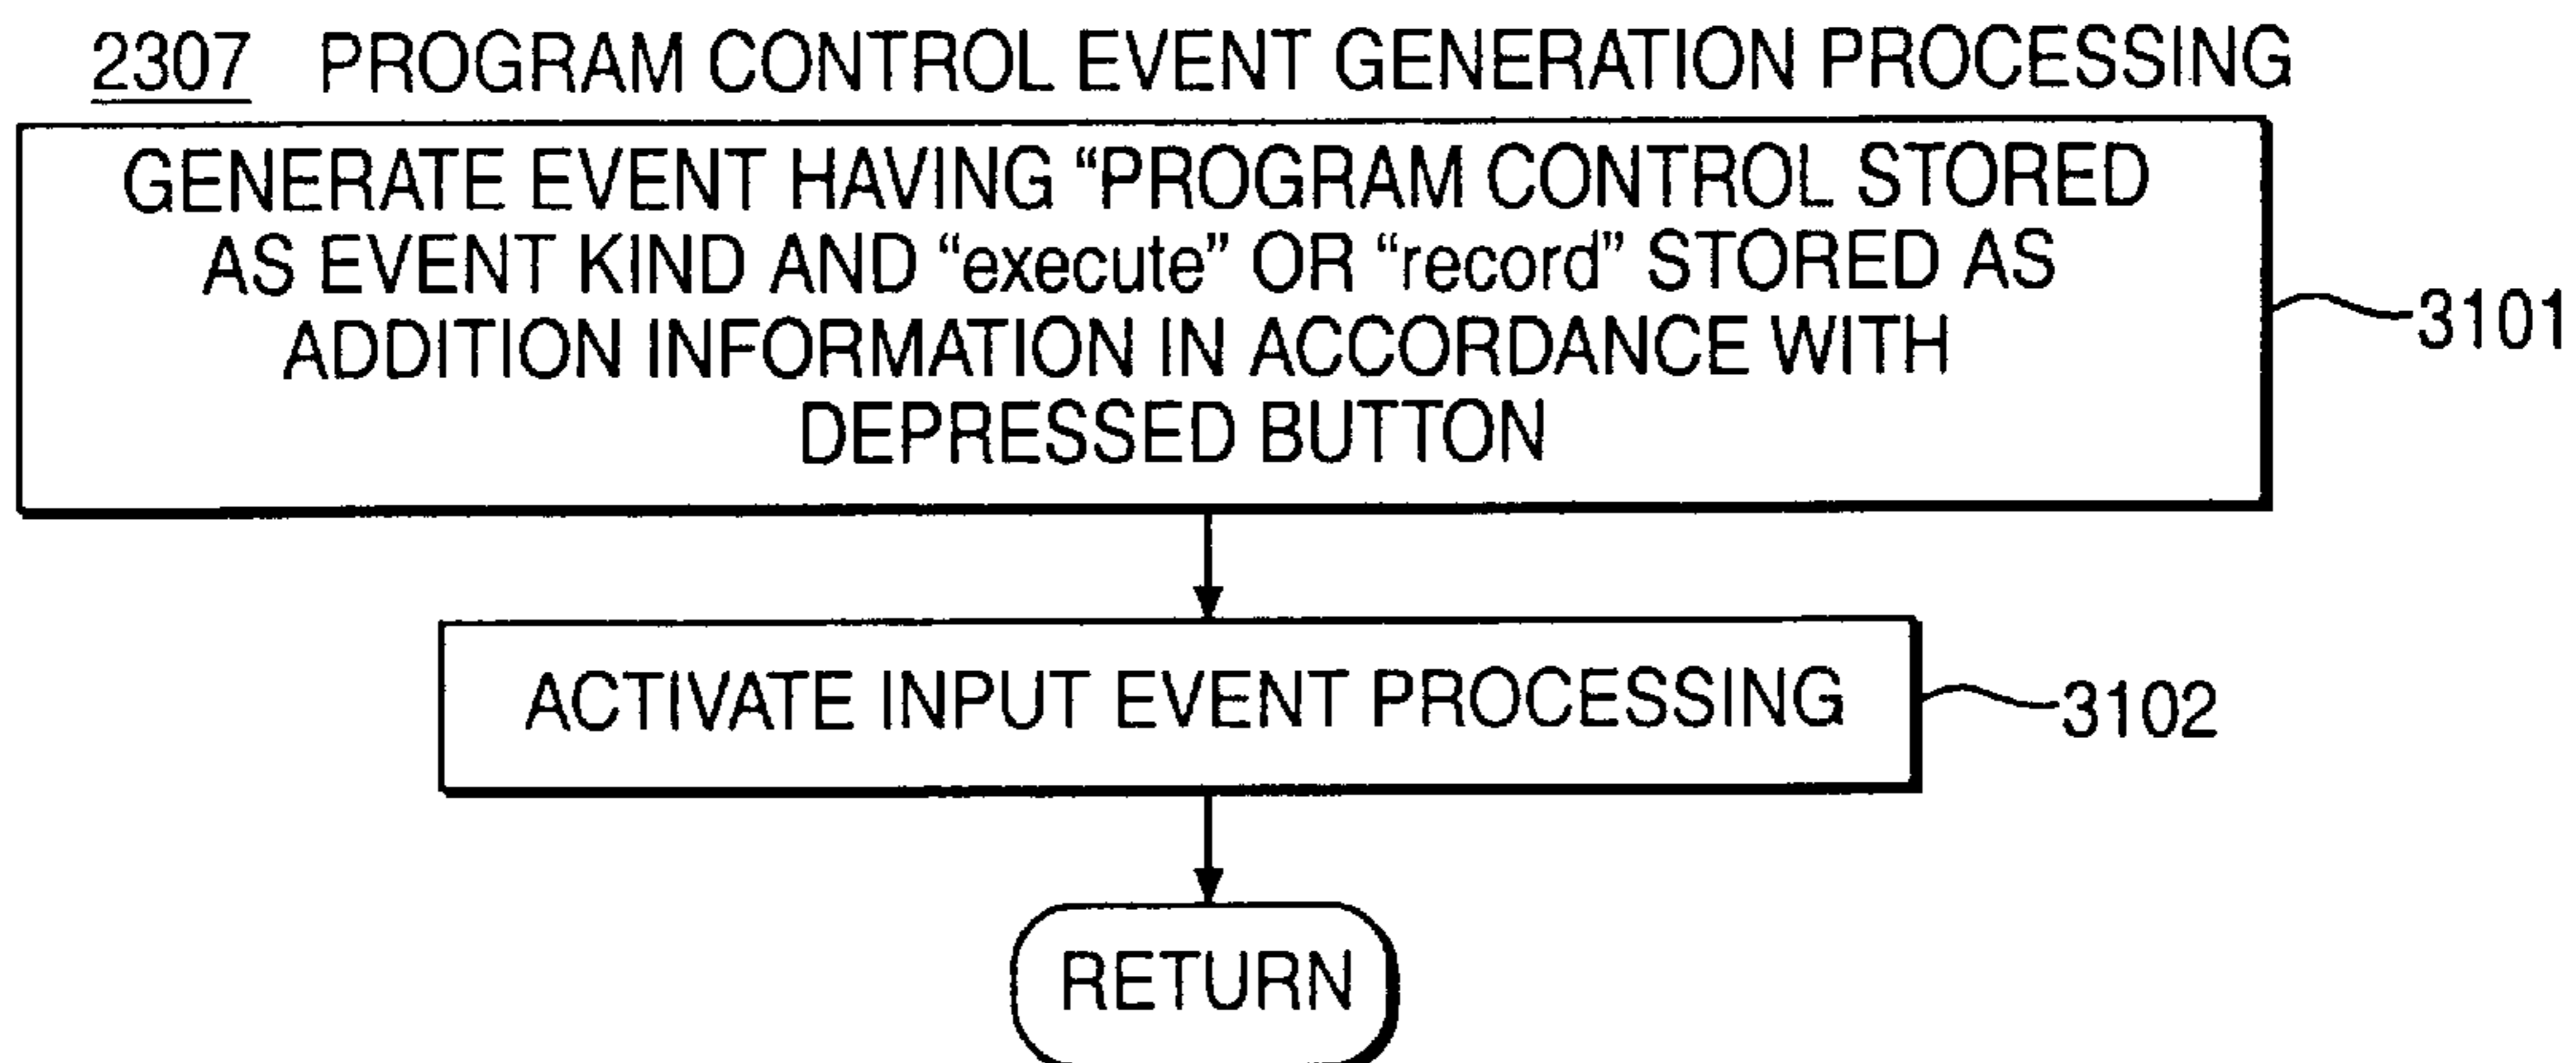 2307 PROGRAM CONTROL EVENT GENERATION PROCESSING
GENERATE EVENT HAVING “PROGRAM CONTROL STORED
AS EVENT KIND AND “execute” OR “record” STORED AS
ADDITION INFORMATION IN ACCORDANCE WITH
DEPRESSED BUTTON
3101
ACTIVATE INPUT EVENT PROCESSING
3102
RETURN